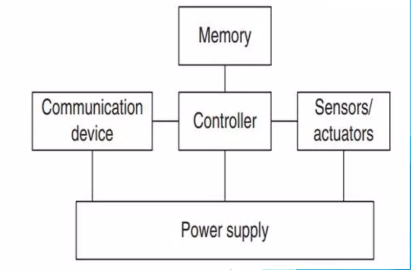 Memory
Communication
device
Controller
Sensors/
actuators
Power supply